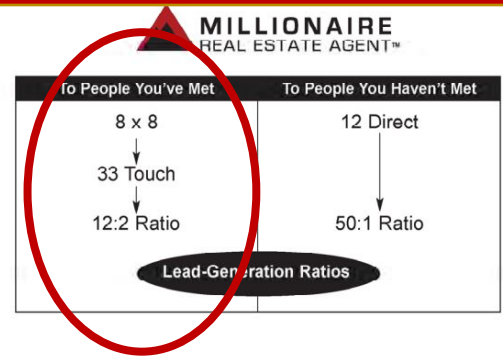 MILLIONAIRE
REAL ESTATE AGENT™
To People You've Met
To People You Haven't Met
8 x 8
33 Touch
12:2 Ratio
12 Direct
50:1 Ratio
Lead-Generation Ratios